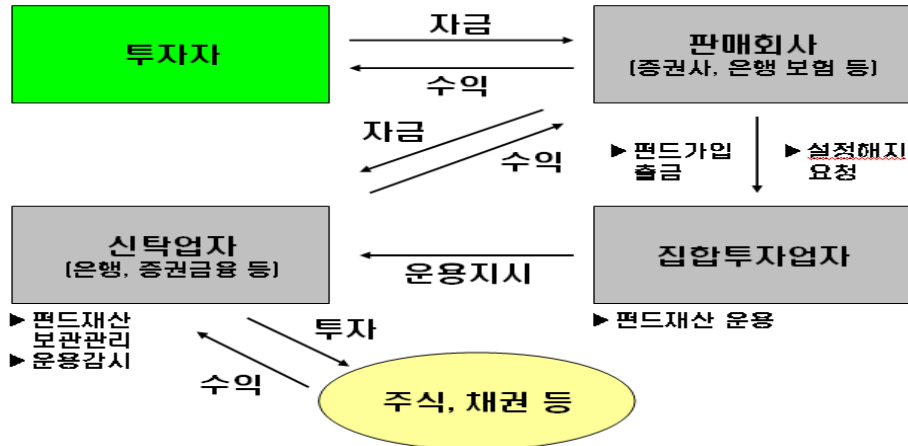 투자자
자금
수익
판매회사
(증권사, 은행 보험 등)
자금
수익
▶ 펀드가입
출금
▶ 설정해지
요청
신탁업자
(은행, 증권금융 등)
운용지시
집합투자업자
▶ 펀드재산
보관관리
▶ 운용감시
▶ 펀드재산 운용
투자
수익
주식, 채권 등